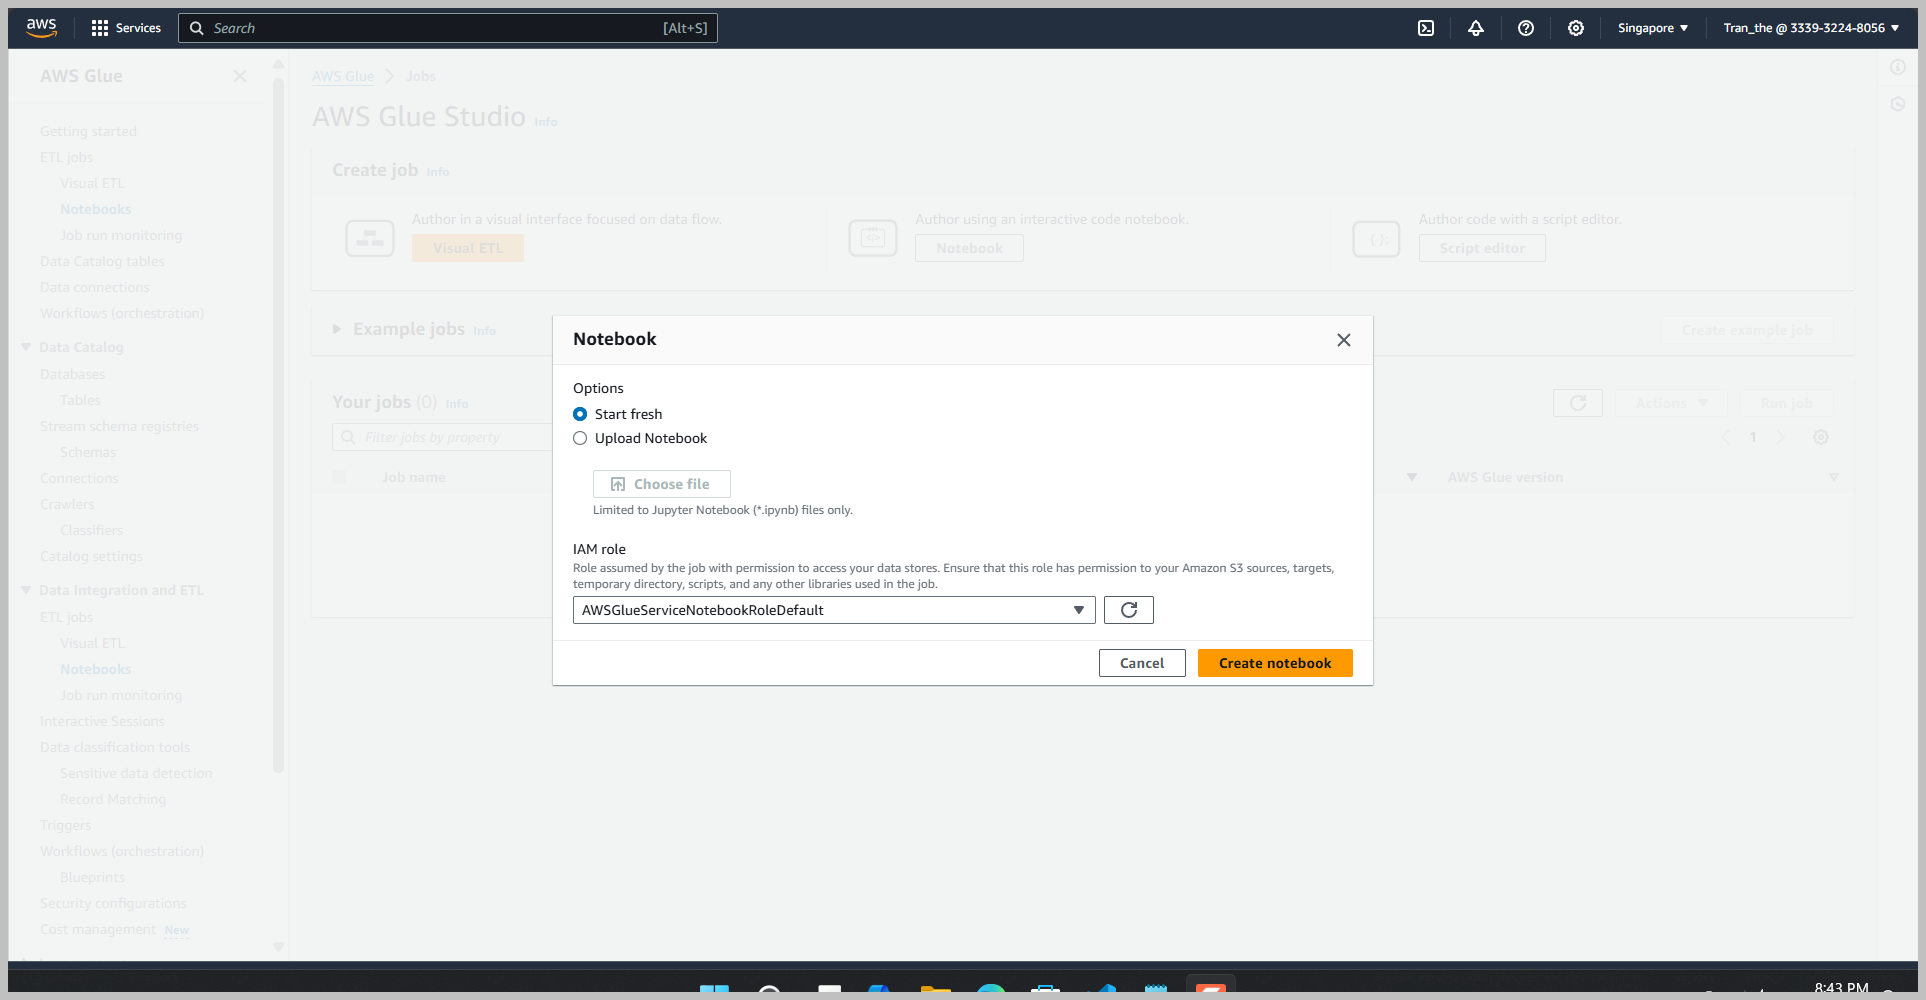 aws
Services
Search
[Alt+S]
Singapore
Tran_the @ 3339-3224-8056
AWS Glue
Getting started
ETL jobs
Visual ETL
Notebooks
Job run monitoring
Data Catalog tables
Data connections
Workflows (orchestration)
Data Catalog
Databases
Tables
Stream schema registries
Schemas
Connections
Crawlers
Classifiers
Catalog settings
Data Integration and ETL
ETL jobs
Visual ETL
Notebooks
Job run monitoring
Interactive Sessions
Data classification tools
Sensitive data detection
Record Matching
Triggers
Workflows (orchestration)
Blueprints
Security configurations
Cost management New
AWS Glue Jobs
AWS Glue Studio Info
Create job Info
Author in a visual interface focused on data flow.
Visual ETL
Author using an interactive code notebook.
Notebook
Author code with a script editor.
Script editor
Example jobs Info
Create example job
Your jobs (0) Info
Actions
Run job
Filter jobs by property
1
Job name
AWS Glue version
Notebook
Options
Start fresh
Upload Notebook
Choose file
Limited to Jupyter Notebook (*.ipynb) files only.
IAM role
Role assumed by the job with permission to access your data stores. Ensure that this role has permission to your Amazon S3 sources, targets,
temporary directory, scripts, and any other libraries used in the job.
AWSGlueServiceNotebookRoleDefault
Cancel
Create notebook
8:43 PM